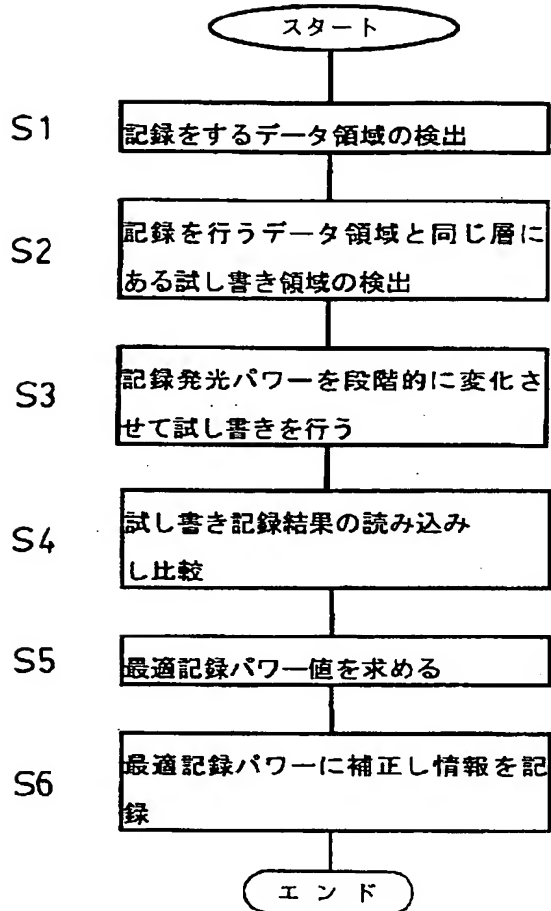 スタート
S1
記録をするデータ領域の検出
S2
記録を行うデータ領域と同じ層に
ある試し書き領域の検出
S3
記録発光パワーを段階的に変化さ
せて試し書きを行う
S4
試し書き記録結果の読み込み
し比較
S5
最適記録パワー値を求める
S6
最適記録パワーに補正し情報を記
録
エンド